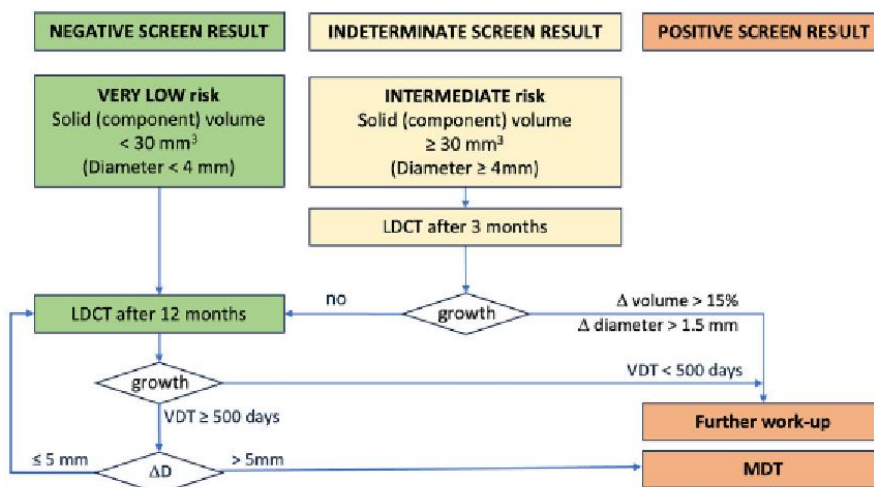 NEGATIVE SCREEN RESULT
INDETERMINATE SCREEN RESULT
POSITIVE SCREEN RESULT
VERY LOW risk
Solid (component) volume
< 30 mm³
(Diameter < 4 mm)
INTERMEDIATE risk
Solid (component) volume
≥ 30 mm³
(Diameter ≥ 4mm)
LDCT after 3 months
LDCT after 12 months
no
growth
Δ volume > 15%
Δ diameter > 1.5 mm
growth
VDT < 500 days
VDT ≥ 500 days
Further work-up
≤ 5 mm
ΔD
> 5mm
MDT